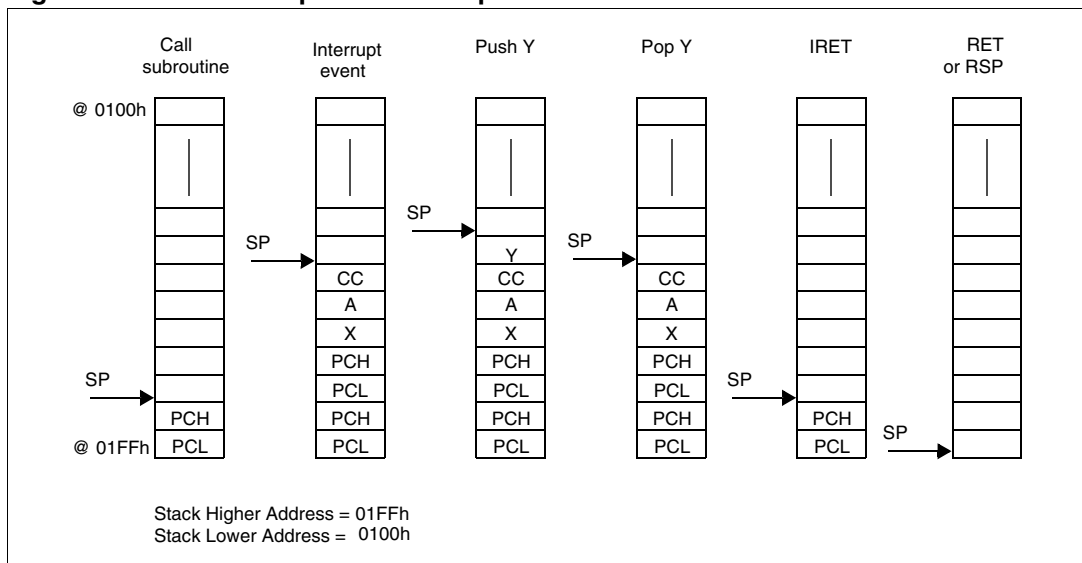 Call subroutine
Interrupt event
Push Y
Pop Y
IRET
RET or RSP
@ 0100h
SP
SP
SP
SP
Y
CC
CC
CC
A
A
A
X
X
X
PCH
PCH
PCH
SP
SP
PCL
PCL
PCL
PCH
PCH
PCH
PCH
PCH
SP
@ 01FFh
PCL
PCL
PCL
PCL
PCL
Stack Higher Address = 01FFh
Stack Lower Address = 0100h